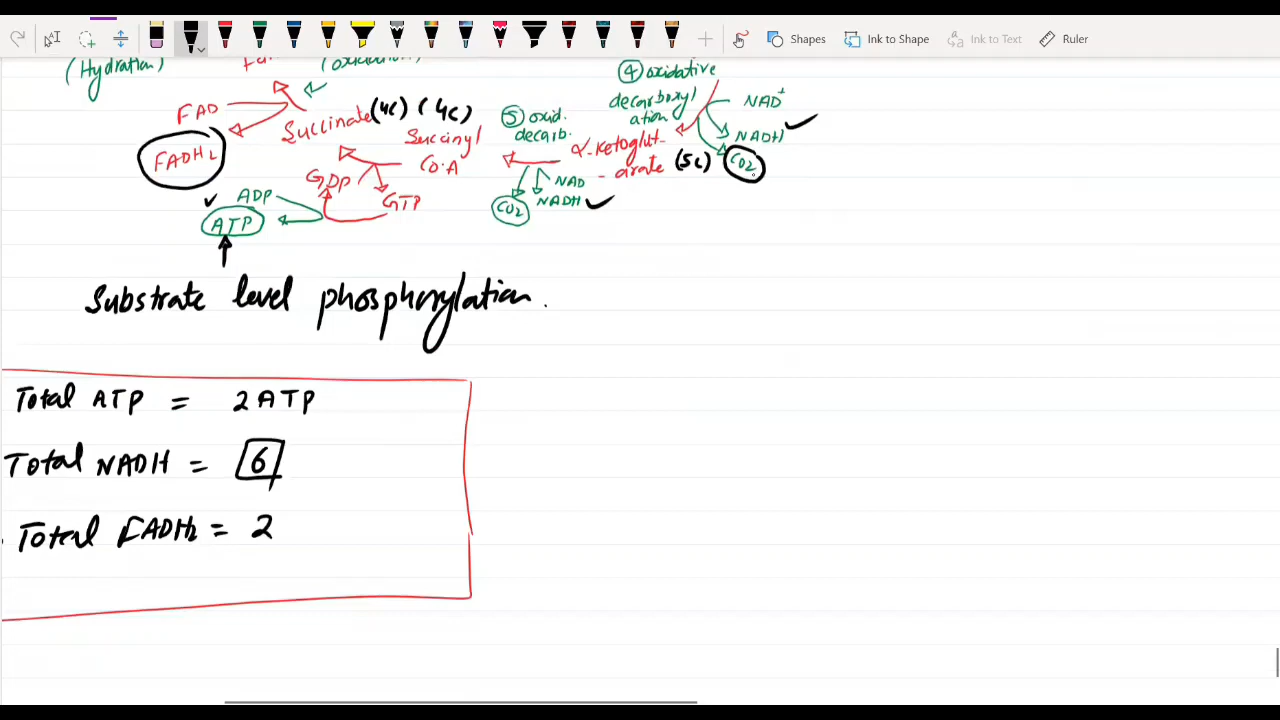 Shapes
Ink to Shape
Ink to Text
Ruler
(Hydration)
④ oxidative
decarboxyl
ation
NAD+
NADH
CO2
FAD
FADH2
Succinate (4C) (4C)
Succinyl
CO.A
⑤ oxid.
decarb.
α-ketoglut-
-arate (5C)
GDP
GTP
NAD
NADH
CO2
ADP
ATP
Substrate level phosphorylation.
Total ATP = 2 ATP
Total NADH = 6
Total FADH2 = 2